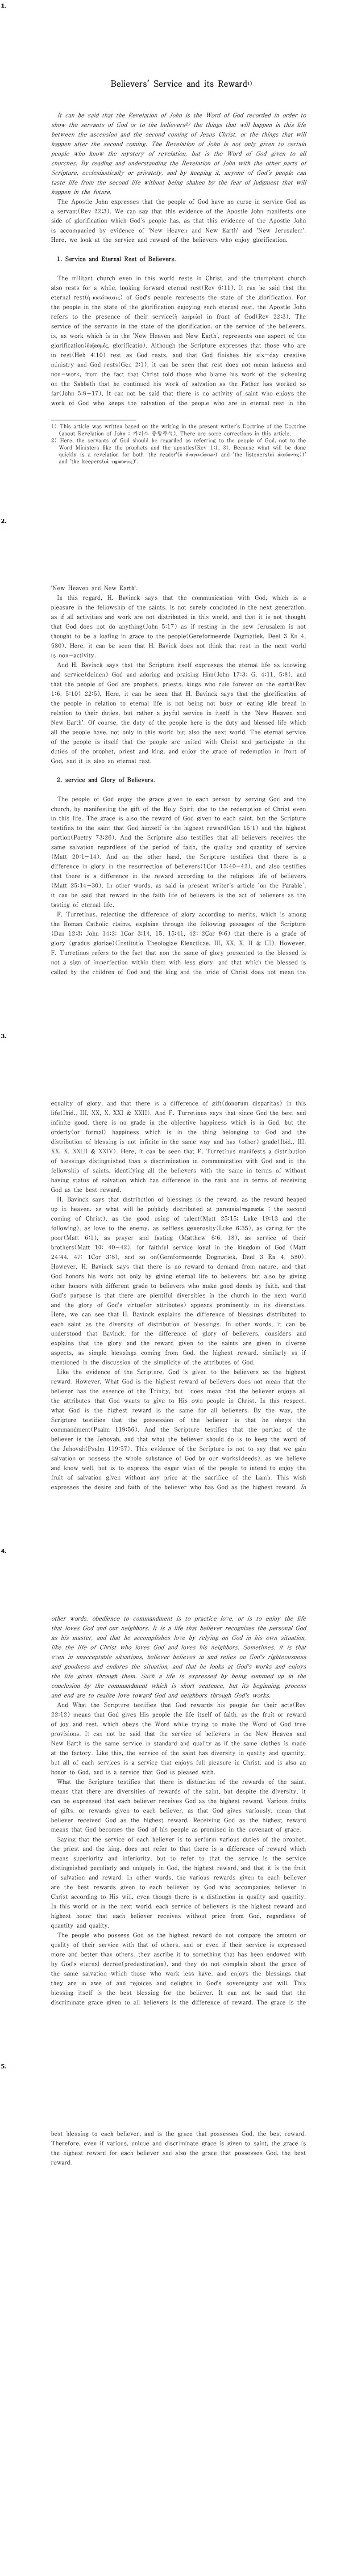 1.
Believers' Service and its Reward1)
It can be said that the Revelation of John is the Word of God recorded in order to
show the servants of God or to the believers2) the things that will happen in this life
between the ascension and the second coming of Jesus Christ, or the things that will
happen after the second coming. The Revelation of John is not only given to certain
people who know the mystery of revelation, but is the Word of God given to all
churches. By reading and understanding the Revelation of John with the other parts of
Scripture, ecclesiastically or privately, and by keeping it, anyone of God's people can
taste life from the second life without being shaken by the fear of judgment that will
happen in the future.
The Apostle John expresses that the people of God have no curse in service God as
a servant(Rev 22:3). We can say that this evidence of the Apostle John manifests one
side of glorification which God's people has, as that this evidence of the Apostle John
is accompanied by evidence of 'New Heaven and New Earth' and 'New Jerusalem'.
Here, we look at the service and reward of the believers who enjoy glorification.
1. Service and Eternal Rest of Believers.
The militant church even in this world rests in Christ, and the triumphant church
also rests for a while, looking forward eternal rest(Rev 6:11). It can be said that the
eternal rest(ἡ κατάπαυσις) of God's people represents the state of the glorification. For
the people in the state of the glorification enjoying such eternal rest, the Apostle John
refers to the presence of their service(ἡ λατρεία) in front of God(Rev 22:3). The
service of the servants in the state of the glorification, or the service of the believers,
is, as work which is in the 'New Heaven and New Earth', represents one aspect of the
glorification(δοξασμός, glorificatio). Although the Scripture expresses that those who are
in rest(Heb 4:10) rest as God rests, and that God finishes his six-day creative
ministry and God rests(Gen 2:1), it can be seen that rest does not mean latiness and
non-work, from the fact that Christ told those who blame his work of the sickening
on the Sabbath that he continued his work of salvation as the Father has worked so
far(John 5:9-17). It can not be said that there is no activity of saint who enjoys the
work of God who keeps the salvation of the people who are in eternal rest in the
1) This article was written based on the writing in the present writer's Doctrine of the Doctrine
(about Revelation of John : 카리스 종합주석). There are some corrections in this article.
2) Here, the servants of God should be regarded as referring to the people of God, not to the
Word Ministers like the prophets and the apostles(Rev 1:1, 3). Because what will be done
quickly is a revelation for both 'the reader'(ὁ ἀναγινώσκων) and 'the listeners(οἱ ἀκούοντες))'
and 'the keepers(οἱ τηροῦντες)'.
2.
'New Heaven and New Earth'.
In this regard, H. Bavinck says that the communication with God, which is a
pleasure in the fellowship of the saints, is not surely concluded in the next generation,
as if all activities and work are not distributed in this world, and that it is not thought
that God does not do anything(John 5:17) as if resting in the new Jerusalem is not
thought to be a loafing in grace to the people(Gereformeerde Dogmatiek, Deel 3 En 4,
580). Here, it can be seen that H. Bavink does not think that rest in the next world
is non-activity.
And H. Bavinck says that the Scripture itself expresses the eternal life as knowing
and service(deisen) God and adoring and praising Him(John 17:3; G. 4:11, 5:8), and
that the people of God are prophets, priests, kings who rule forever on the earth(Rev
1:6, 5:10) 22:5). Here, it can be seen that H. Bavinck says that the glorification of
the people in relation to eternal life is not being not busy or eating idle bread in
relation to their duties, but rather a joyful service in itself in the 'New Heaven and
New Earth'. Of course, the duty of the people here is the duty and blessed life which
all the people have, not only in this world but also the next world. The eternal service
of the people is itself that the people are united with Christ and participate in the
duties of the prophet, priest and king, and enjoy the grace of redemption in front of
God, and it is also an eternal rest.
2. service and Glory of Believers.
The people of God enjoy the grace given to each person by serving God and the
church, by manifesting the gift of the Holy Spirit due to the redemption of Christ even
in this life. The grace is also the reward of God given to each saint, but the Scripture
testifies to the saint that God himself is the highest reward(Gen 15:1) and the highest
portion(Poetry 73:26). And the Scripture also testifies that all believers receives the
same salvation regardless of the period of faith, the quality and quantity of service
(Matt 20:1-14). And on the other hand, the Scripture testifies that there is a
difference in glory in the resurrection of believers(1Cor 15:40-42), and also testifies
that there is a difference in the reward according to the religious life of believers
(Matt 25:14-30). In other words, as said in present writer's article 'on the Parable',
it can be said that reward in the faith life of believers is the act of believers as the
tasting of eternal life.
F. Turretinus, rejecting the difference of glory according to merits, which is among
the Roman Catholic claims, explains through the following passages of the Scripture
(Dan 12:3; John 14:2; 1Cor 3:14, 15, 15:41, 42; 2Cor 9:6) that there is a grade of
glory (gradus gloriae)(Institutio Theologiae Elencticae, III, XX, X, II & III). However,
F. Turretinus refers to the fact that non the same of glory presented to the blessed is
not a sign of imperfection within them with less glory, and that which the blessed is
called by the children of God and the king and the bride of Christ does not mean the
3.
equality of glory, and that there is a difference of gift(donorum disparitas) in this
life(Ibid., III, XX, X, XXI & XXII). And F. Turretinus says that since God the best and
infinite good, there is no grade in the objective happiness which is in God, but the
orderly(or formal) happiness which is in the thing belonging to God and the
distribution of blessing is not infinite in the same way and has (other) grade(Ibid., III,
XX, X, XXIII & XXIV). Here, it can be seen that F. Turretinus manifests a distribution
of blessings distinguished than a discrimination in communication with God and in the
fellowship of saints, identifying all the believers with the same in terms of without
having status of salvation which has difference in the rank and in terms of receiving
God as the best reward.
H. Bavinck says that distribution of blessings is the reward, as the reward heaped
up in heaven, as what will be publicly distributed at parousia(παρουσία : the second
coming of Christ), as the good using of talent(Matt 25:15; Luke 19:13 and the
following), as love to the enemy, as selfless generosity(Luke 6:35), as caring for the
poor(Matt 6:1), as prayer and fasting (Matthew 6:6, 18), as service of their
brothers(Matt 10: 40-42), for faithful service loyal in the kingdom of God (Matt
24:44, 47; 1Cor 3:8), and so on(Gereformeerde Dogmatiek, Deel 3 En 4, 580).
However, H. Bavinck says that there is no reward to demand from nature, and that
God honors his work not only by giving eternal life to believers, but also by giving
other honors with different grade to believers who make good deeds by faith, and that
God's purpose is that there are plentiful diversities in the church in the next world
and the glory of God's virtue(or attributes) appears prominently in its diversities.
Here, we can see that H. Bavinck explains the difference of blessings distributed to
each saint as the diversity of distribution of blessings. In other words, it can be
understood that Bavinck, for the difference of glory of believers, considers and
explains that the glory and the reward given to the saints are given in diverse
aspects, as simple blessings coming from God, the highest reward, similarly as if
mentioned in the discussion of the simplicity of the attributes of God.
Like the evidence of the Scripture, God is given to the believers as the highest
reward. However, What God is the highest reward of believers does not mean that the
believer has the essence of the Trinity, but does mean that the believer enjoys all
the attributes that God wants to give to His own people in Christ. In this respect,
what God is the highest reward is the same for all believers. By the way, the
Scripture testifies that the possession of the believer is that he obeys the
commandment(Psalm 119:56). And the Scripture testifies that the portion of the
believer is the Jehovah, and that what the believer should do is to keep the word of
the Jehovah(Psalm 119:57). This evidence of the Scripture is not to say that we gain
salvation or possess the whole substance of God by our works(deeds), as we believe
and know well, but is to express the eager wish of the people to intend to enjoy the
fruit of salvation given without any price at the sacrifice of the Lamb. This wish
expresses the desire and faith of the believer who has God as the highest reward. In
4.
other words, obedience to commandment is to practice love, or is to enjoy the life
that loves God and our neighbors. It is a life that believer recognizes the personal God
as his master, and that he accomplishes love by relying on God in his own situation,
like the life of Christ who loves God and loves his neighbors. Sometimes, it is that
even in unacceptable situations, believer believes in and relies on God's righteousness
and goodness and endures the situation, and that he looks at God's works and enjoys
the life given through them. Such a life is expressed by being summed up in the
conclusion by the commandment which is short sentence, but its beginning, process
and end are to realize love toward God and neighbors through God's works.
And What the Scripture testifies that God rewards his people for their acts(Rev
22:12) means that God gives His people the life itself of faith, as the fruit or reward
of joy and rest, which obeys the Word while trying to make the Word of God true
provisions. It can not be said that the service of believers in the New Heaven and
New Earth is the same service in standard and quality as if the same clothes is made
at the factory. Like this, the service of the saint has diversity in quality and quantity,
but all of each services is a service that enjoys full pleasure in Christ, and is also an
honor to God, and is a service that God is pleased with.
What the Scripture testifies that there is distinction of the rewards of the saint,
means that there are diversities of rewards of the saint, but despite the diversity, it
can be expressed that each believer receives God as the highest reward. Various fruits
of gifts, or rewards given to each believer, as that God gives variously, mean that
believer received God as the highest reward. Receiving God as the highest reward
means that God becomes the God of his people as promised in the covenant of grace.
Saying that the service of each believer is to perform various duties of the prophet,
the priest and the king, does not refer to that there is a difference of reward which
means superiority and inferiority, but to refer to that the service in the service
distinguished peculiarly and uniquely in God, the highest reward, and that it is the fruit
of salvation and reward. In other words, the various rewards given to each believer
are the best rewards given to each believer by God who accompanies believer in
Christ according to His will, even though there is a distinction in quality and quantity.
In this world or in the next world, each service of believers is the highest reward and
highest honor that each believer receives without price from God, regardless of
quantity and quality.
The people who possess God as the highest reward do not compare the amount or
quality of their service with that of others, and or even if their service is expressed
more and better than others, they ascribe it to something that has been endowed with
by God's eternal decree(predestination), and they do not complain about the grace of
the same salvation which those who work less have, and enjoys the blessings that
they are in awe of and rejoices and delights in God's sovereignty and will. This
blessing itself is the best blessing for the believer. It can not be said that the
discriminate grace given to all believers is the difference of reward. The grace is the
5.
best blessing to each believer, and is the grace that possesses God, the best reward.
Therefore, even if various, unique and discriminate grace is given to saint, the grace is
the highest reward for each believer and also the grace that possesses God, the best
reward.